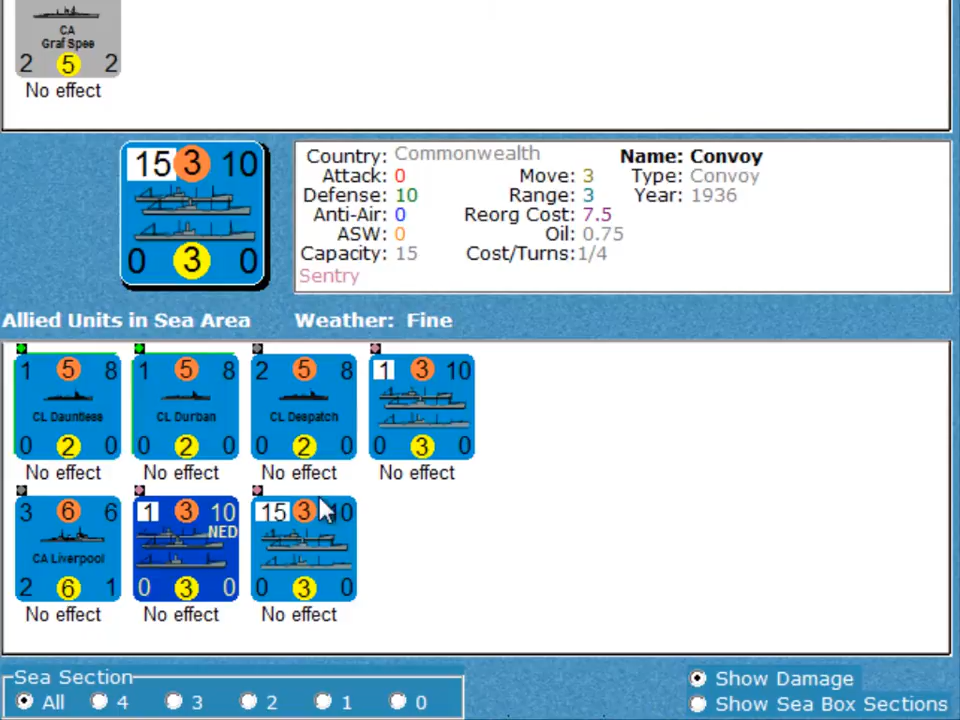 CA
Graf Spee
2 5 2
No effect
15 3 10
0 3 0
Country: Commonwealth Name: Convoy
Attack: 0 Move: 3 Type: Convoy
Defense: 10 Range: 3 Year: 1936
Anti-Air: 0 Reorg Cost: 7.5
ASW: 0 Oil: 0.75
Capacity: 15 Cost/Turns: 1/4
Sentry
Allied Units in Sea Area Weather: Fine
1 5 8 1 5 8 2 5 8 1 3 10
CL Dauntless CL Durban CL Despatch
0 2 0 0 2 0 0 2 0 0 3 0
No effect No effect No effect No effect
3 6 6 1 3 10 15 3 10
NED
CA Liverpool
2 6 1 0 3 0 0 3 0
No effect No effect No effect
Sea Section
All 4 3 2 1 0
Show Damage
Show Sea Box Sections